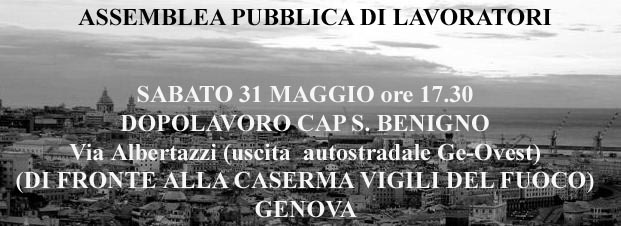 ASSEMBLEA PUBBLICA DI LAVORATORI
SABATO 31 MAGGIO ore 17.30
DOPOLAVORO CAP S. BENIGNO
Via Albertazzi (uscita autostradale Ge-Ovest)
(DI FRONTE ALLA CASERMA VIGILI DEL FUOCO)
GENOVA